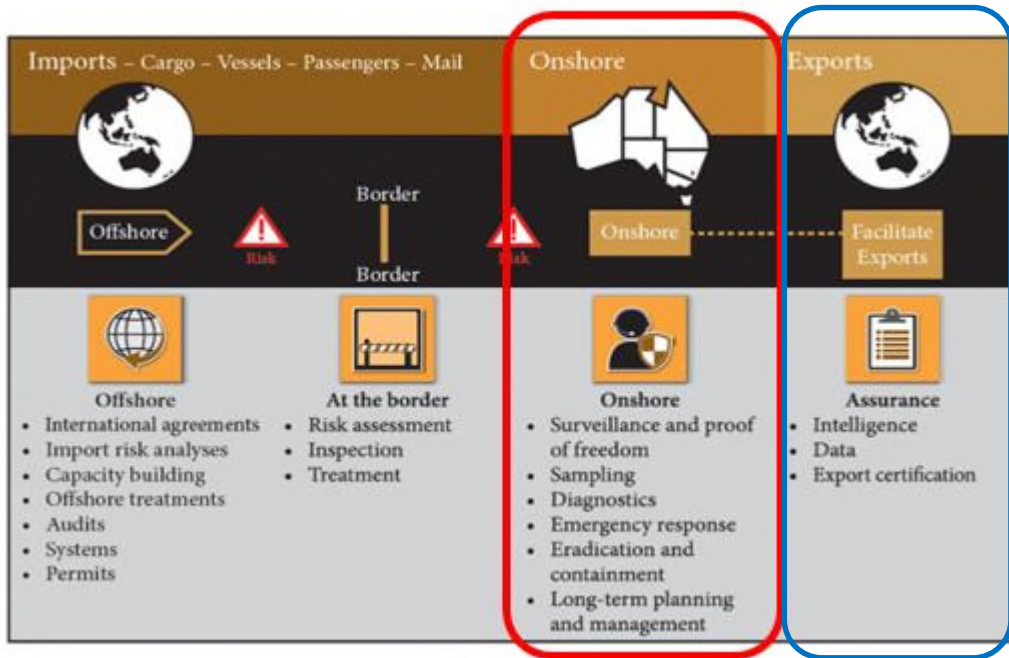 Imports – Cargo – Vessels – Passengers – Mail
Onshore
Exports
Offshore
Risk
Border
Border
Risk
Onshore
Facilitate
Exports
Offshore
• International agreements
• Import risk analyses
• Capacity building
• Offshore treatments
• Audits
• Systems
• Permits
At the border
• Risk assessment
• Inspection
• Treatment
Onshore
• Surveillance and proof
of freedom
• Sampling
• Diagnostics
• Emergency response
• Eradication and
containment
• Long-term planning
and management
Assurance
• Intelligence
• Data
• Export certification